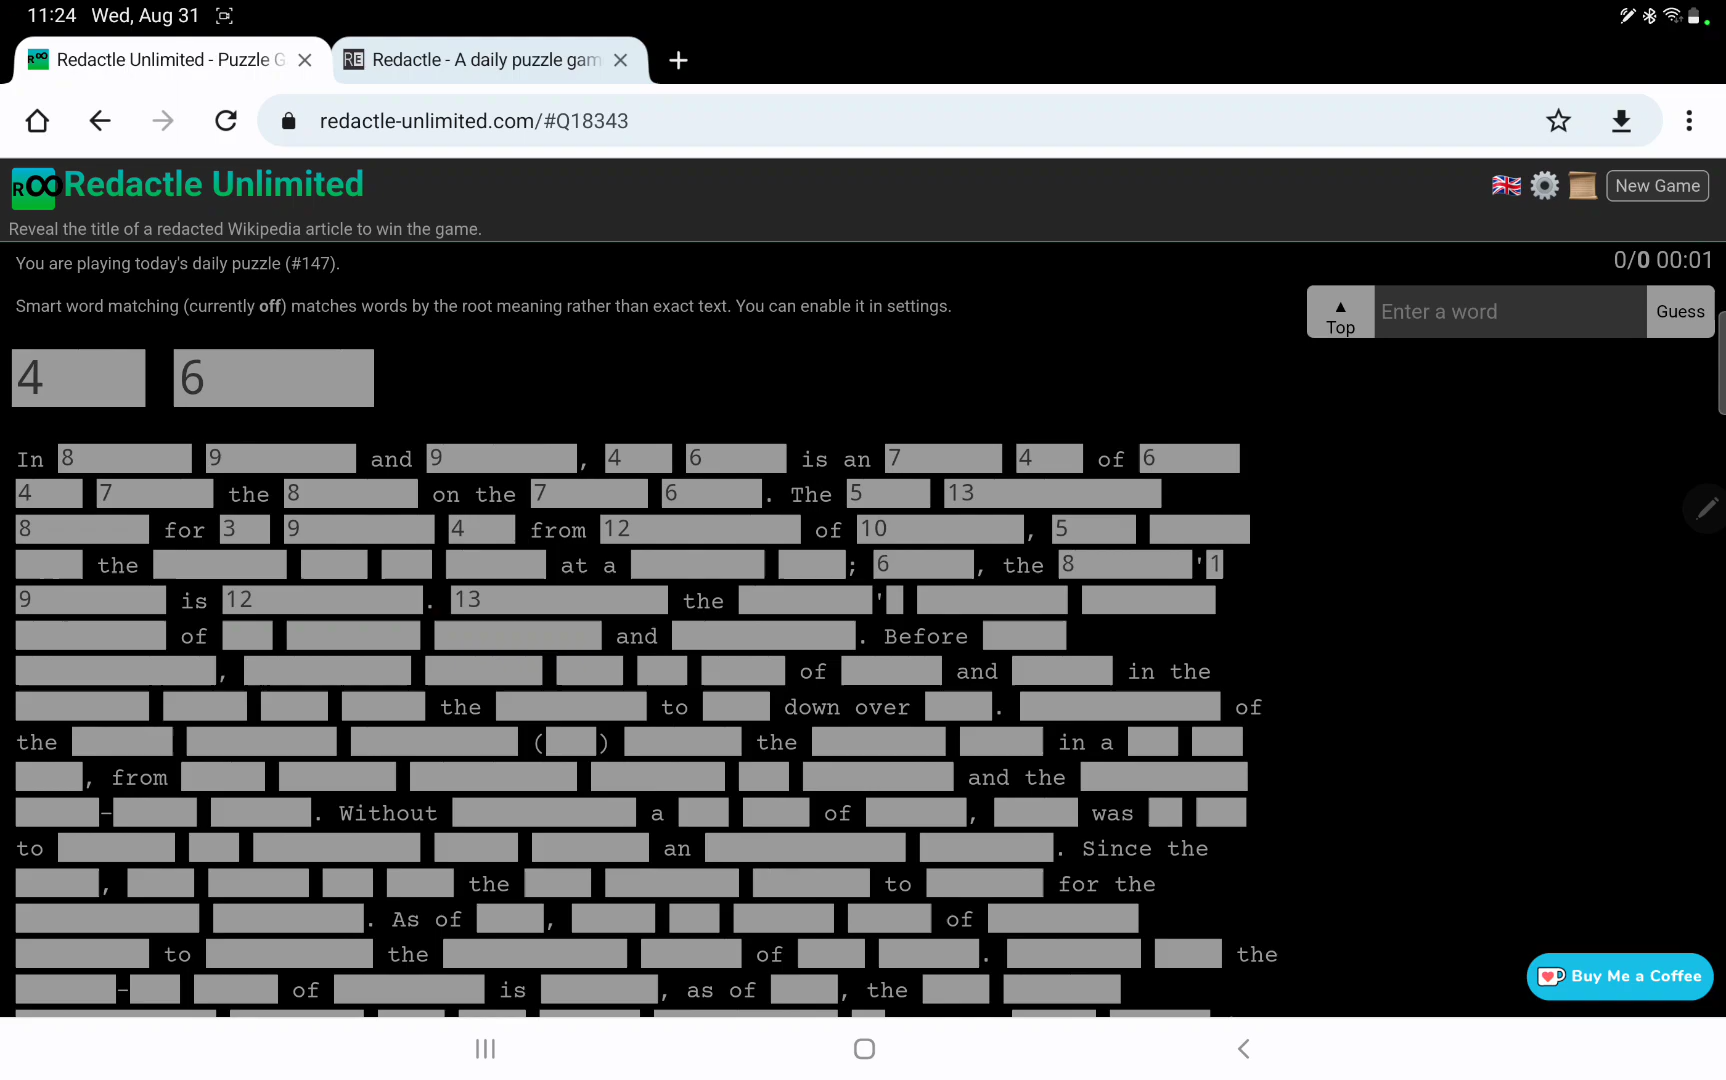 11:24 Wed, Aug 31
Redactle Unlimited - Puzzle G
RE Redactle - A daily puzzle gam
redactle-unlimited.com/#Q18343
R∞ Redactle Unlimited
New Game
Reveal the title of a redacted Wikipedia article to win the game.
You are playing today's daily puzzle (#147).
0/0 00:01
Smart word matching (currently off) matches words by the root meaning rather than exact text. You can enable it in settings.
▲ Top
Enter a word
Guess
4 6
In 8 9 and 9, 4 6 is an 7 4 of 6
4 7 the 8 on the 7 6. The 5 13
8 for 3 9 4 from 12 of 10, 5
the at a ; 6, the 8'1
9 is 12. 13 the '
of and . Before
, of and in the
the to down over . of
the ( ) the in a
, from and the
- . Without a of , was
to an . Since the
, the to for the
. As of , of
to the of . the
- of is , as of , the
Buy Me a Coffee